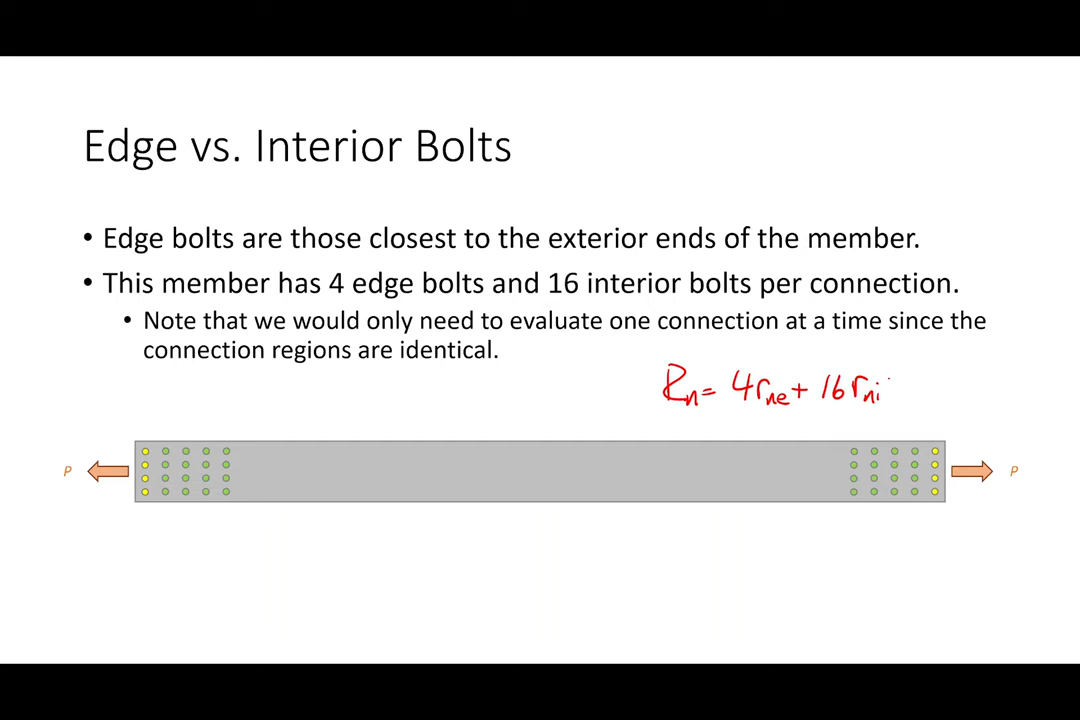 Edge vs. Interior Bolts
• Edge bolts are those closest to the exterior ends of the member.
• This member has 4 edge bolts and 16 interior bolts per connection.
• Note that we would only need to evaluate one connection at a time since the
connection regions are identical.
Rn = 4rne + 16rni
P P